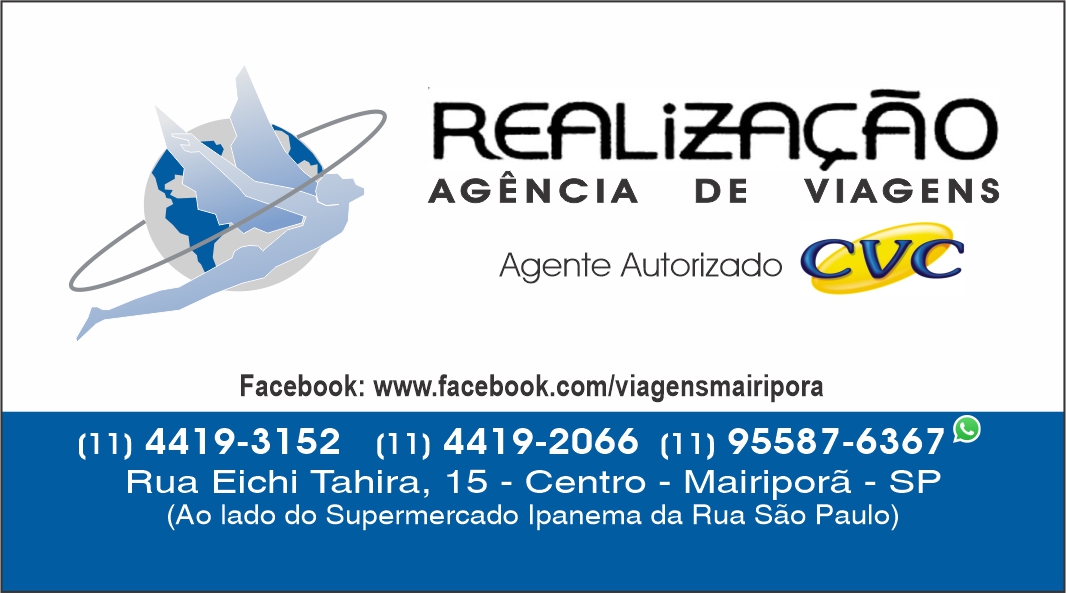 REALiZAÇÃO
AGÊNCIA DE VIAGENS
Agente Autorizado CVC
Facebook: www.facebook.com/viagensmairipora
(11) 4419-3152 (11) 4419-2066 (11) 95587-6367
Rua Eichi Tahira, 15 - Centro - Mairiporã - SP
(Ao lado do Supermercado Ipanema da Rua São Paulo)